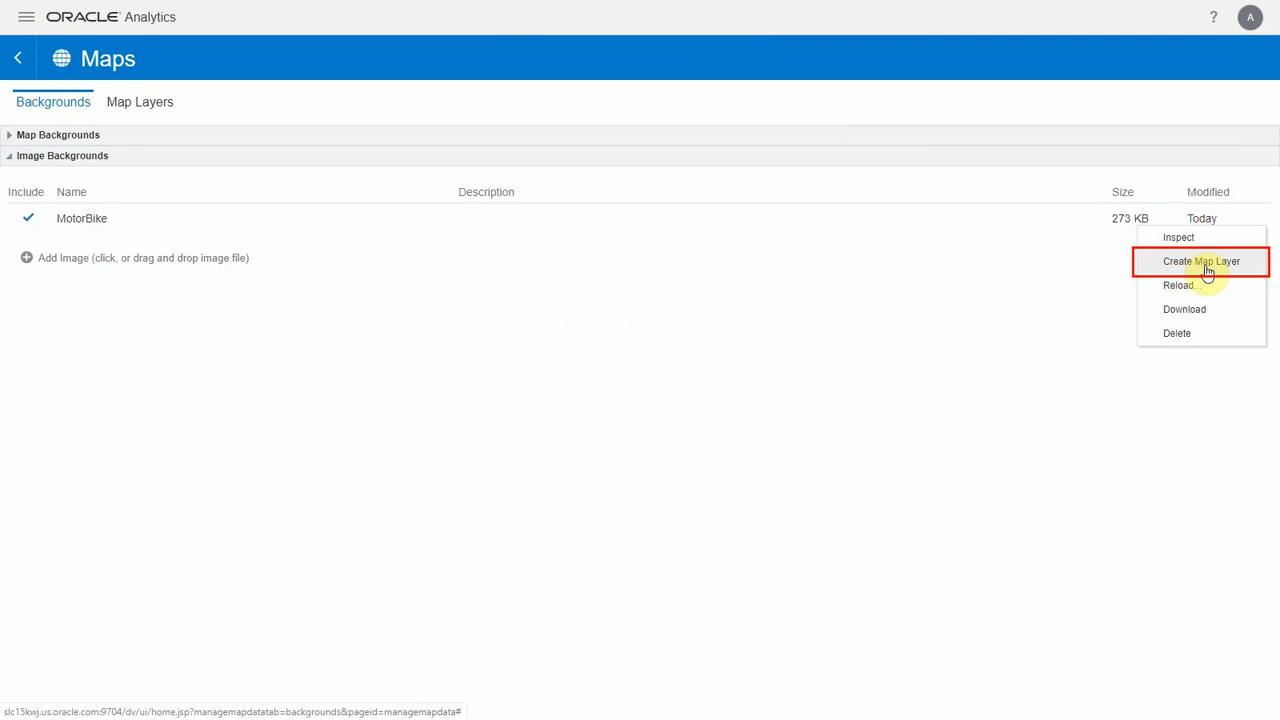 ORACLE Analytics
?
A
Maps
Backgrounds
Map Layers
Map Backgrounds
Image Backgrounds
Include Name Description Size Modified
MotorBike 273 KB Today
Inspect
Add Image (click, or drag and drop image file)
Create Map Layer
Reload...
Download
Delete
slc15kwj.us.oracle.com:9704/dv/ui/home.jsp?managemapdatatab=backgrounds&pageid=managemapdata#